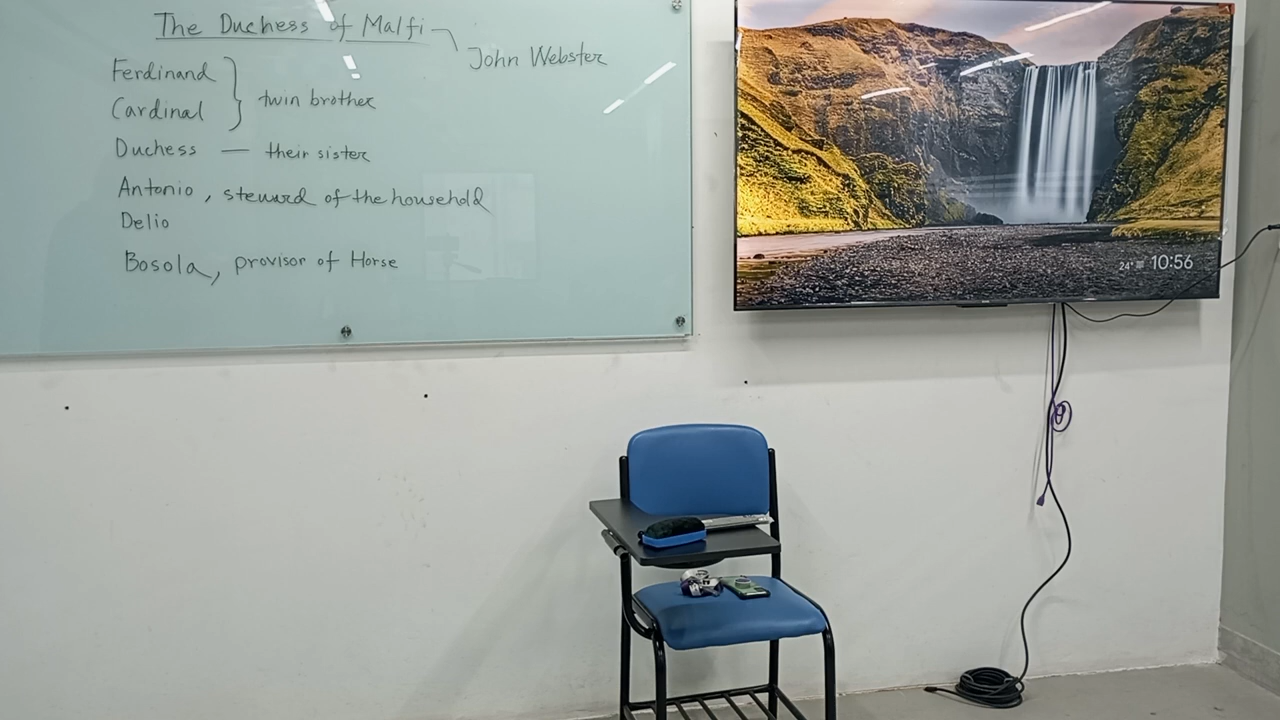 The Duchess of Malfi
John Webster
Ferdinand
Cardinal
twin brother
Duchess — their sister
Antonio, steward of the household
Delio
Bosola, provisor of Horse
24° 10:56